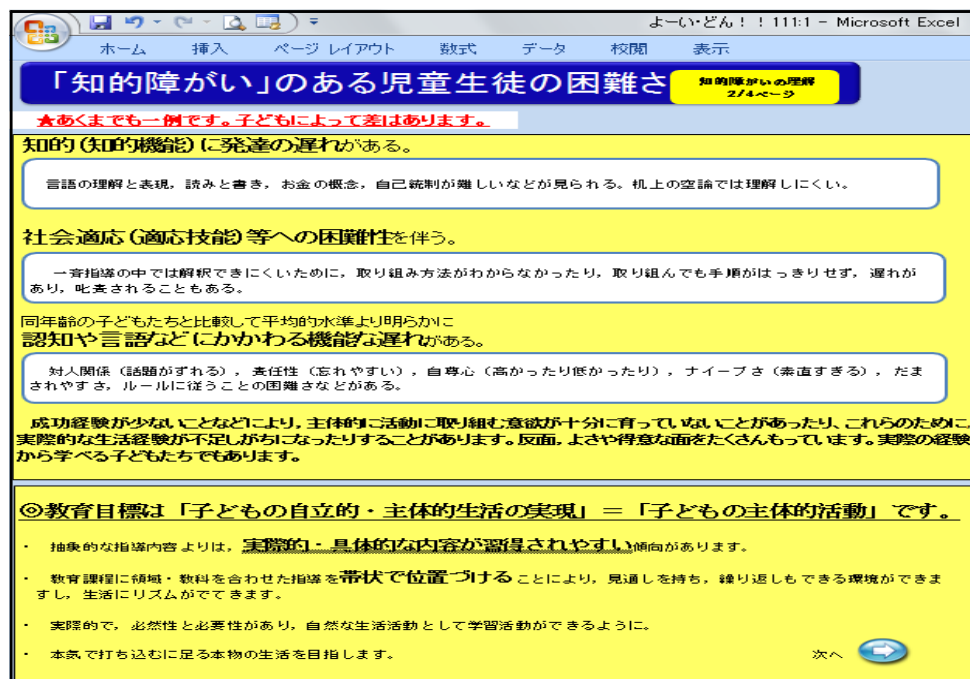 よーい・どん！！111:1 - Microsoft Excel
ホーム 挿入 ページ レイアウト 数式 データ 校閲 表示
「知的障がい」のある児童生徒の困難さ
知的障がいの理解
2/4ページ
★あくまでも一例です。子どもによって差はあります。
知的（知的機能）に発達の遅れがある。
言語の理解と表現，読みと書き，お金の概念，自己統制が難しいなどが見られる。机上の空論では理解しにくい。
社会適応（適応技能）等への困難性を伴う。
一斉指導の中では解釈できにくいために，取り組み方法がわからなかったり，取り組んでも手順がはっきりせず，遅れが
あり，叱責されることもある。
同年齢の子どもたちと比較して平均的水準より明らかに
認知や言語などにかかわる機能な遅れがある。
対人関係（話題がずれる），責任性（忘れやすい），自尊心（高かったり低かったり），ナイーブさ（素直すぎる），だま
されやすさ，ルールに従うことの困難さなどがある。
成功経験が少ないことなどにより、主体的に活動に取り組む意欲が十分に育っていないことがあったり、これらのために、
実際的な生活経験が不足しがちになったりすることがあります。反面、よさや得意な面をたくさんもっています。実際の経験
から学べる子どもたちでもあります。
◎教育目標は「子どもの自立的・主体的生活の実現」＝「子どもの主体的活動」です。
・ 抽象的な指導内容よりは，実際的・具体的な内容が習得されやすい傾向があります。
・ 教育課程に領域・教科を合わせた指導を帯状で位置づけることにより，見通しを持ち，繰り返しもできる環境ができま
すし，生活にリズムがでてきます。
・ 実際的で，必然性と必要性があり，自然な生活活動として学習活動ができるように。
・ 本気で打ち込むに足る本物の生活を目指します。
次へ